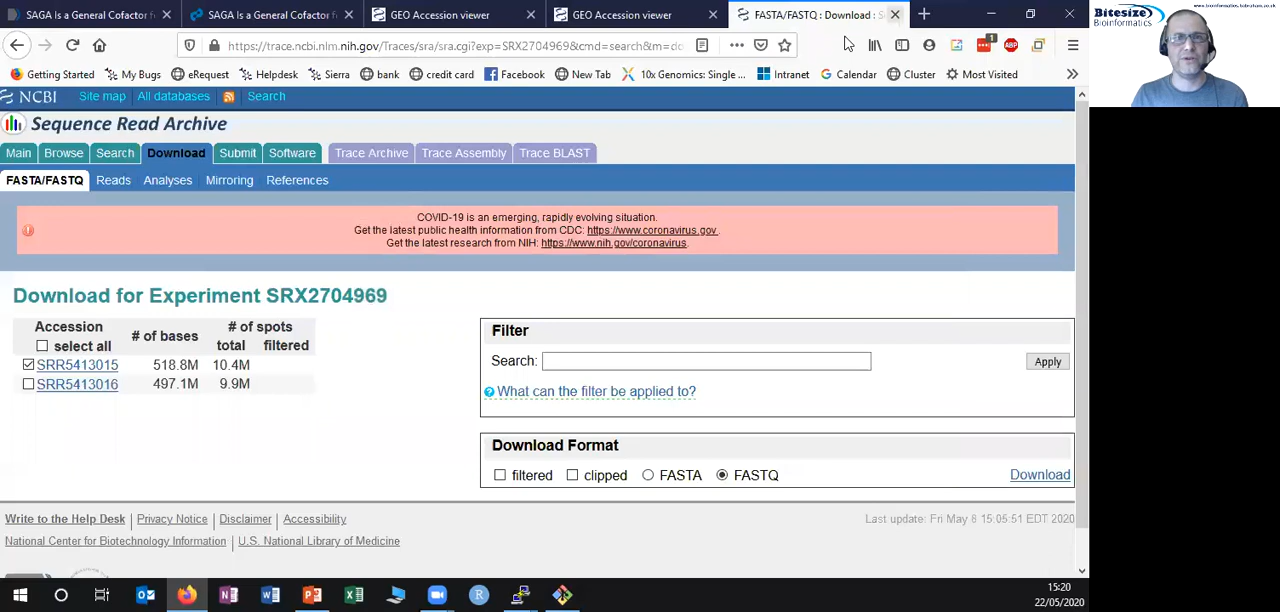 SAGA Is a General Cofactor f
SAGA Is a General Cofactor f
GEO Accession viewer
GEO Accession viewer
FASTA/FASTQ : Download : S
https://trace.ncbi.nlm.nih.gov/Traces/sra/sra.cgi?exp=SRX2704969&cmd=search&m=do
1
ABP
Getting Started
My Bugs
eRequest
Helpdesk
Sierra
bank
credit card
Facebook
New Tab
10x Genomics: Single ...
Intranet
Calendar
Cluster
Most Visited
NCBI
Site map
All databases
Search
Sequence Read Archive
Main
Browse
Search
Download
Submit
Software
Trace Archive
Trace Assembly
Trace BLAST
FASTA/FASTQ
Reads
Analyses
Mirroring
References
COVID-19 is an emerging, rapidly evolving situation.
Get the latest public health information from CDC: https://www.coronavirus.gov .
Get the latest research from NIH: https://www.nih.gov/coronavirus.
Download for Experiment SRX2704969
Accession
select all
# of bases
# of spots
total filtered
SRR5413015 518.8M 10.4M
SRR5413016 497.1M 9.9M
Filter
Search:
Apply
What can the filter be applied to?
Download Format
filtered
clipped
FASTA
FASTQ
Download
Write to the Help Desk
Privacy Notice
Disclaimer
Accessibility
Last update: Fri May 8 15:05:51 EDT 2020
National Center for Biotechnology Information
U.S. National Library of Medicine
15:20
22/05/2020
Bitesize
Bioinformatics
www.bioinformatics.babraham.ac.uk